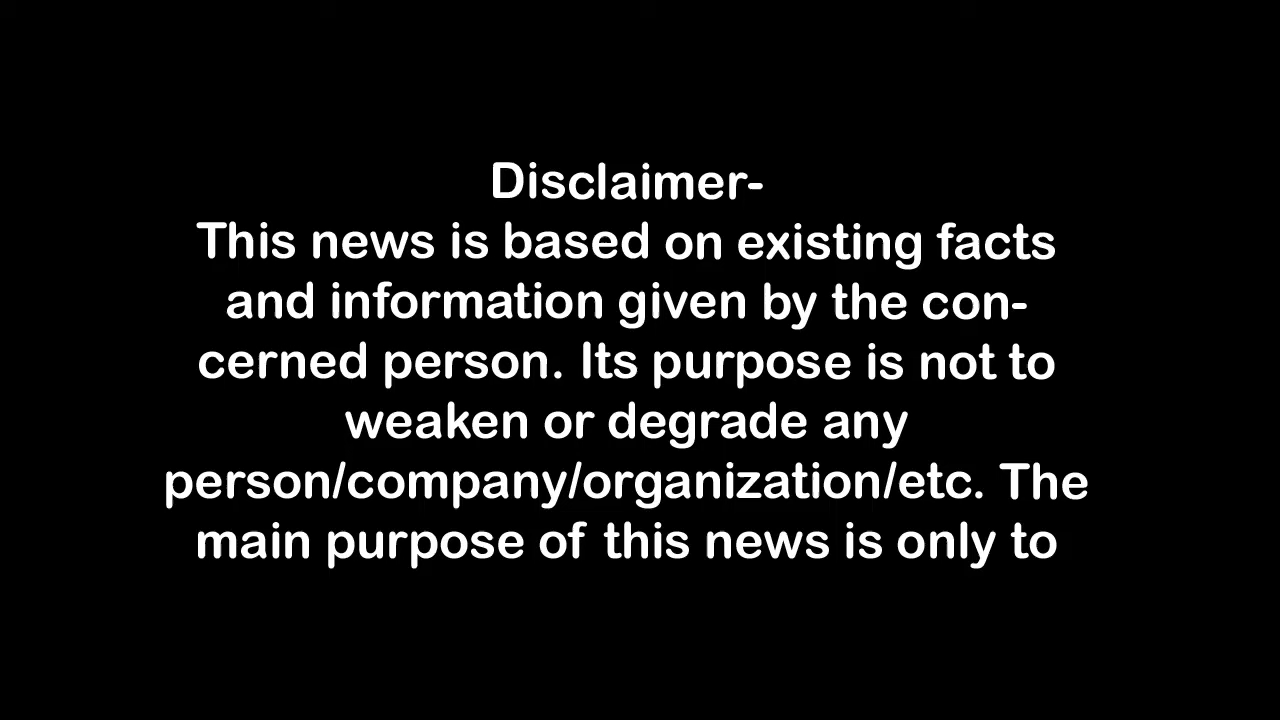 Disclaimer-
This news is based on existing facts
and information given by the con-
cerned person. Its purpose is not to
weaken or degrade any
person/company/organization/etc. The
main purpose of this news is only to